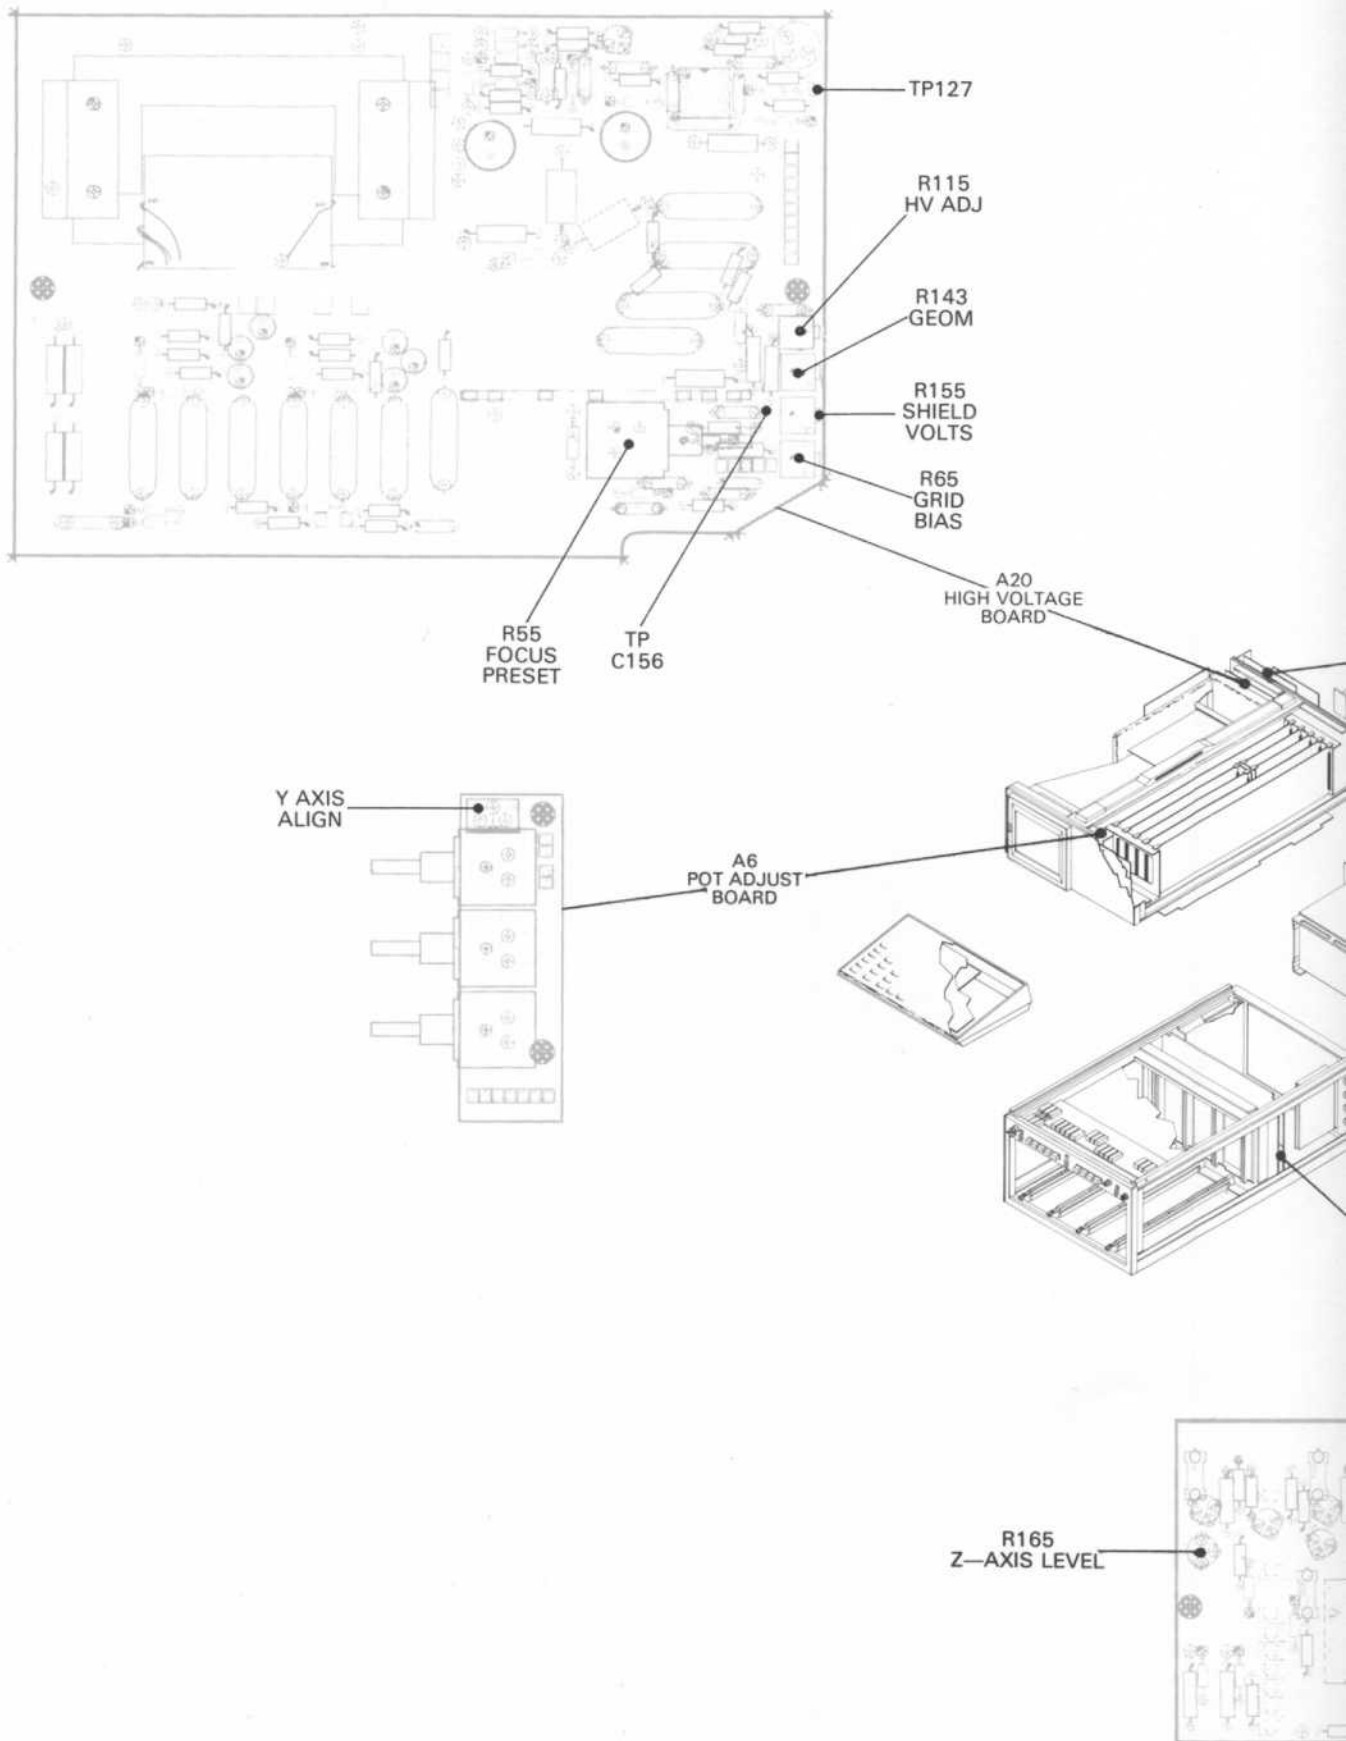 TP127
R115
HV ADJ
R143
GEOM
R155
SHIELD
VOLTS
R65
GRID
BIAS
A20
HIGH VOLTAGE
BOARD
R55
FOCUS
PRESET
TP
C156
Y AXIS
ALIGN
A6
POT ADJUST
BOARD
R165
Z—AXIS LEVEL